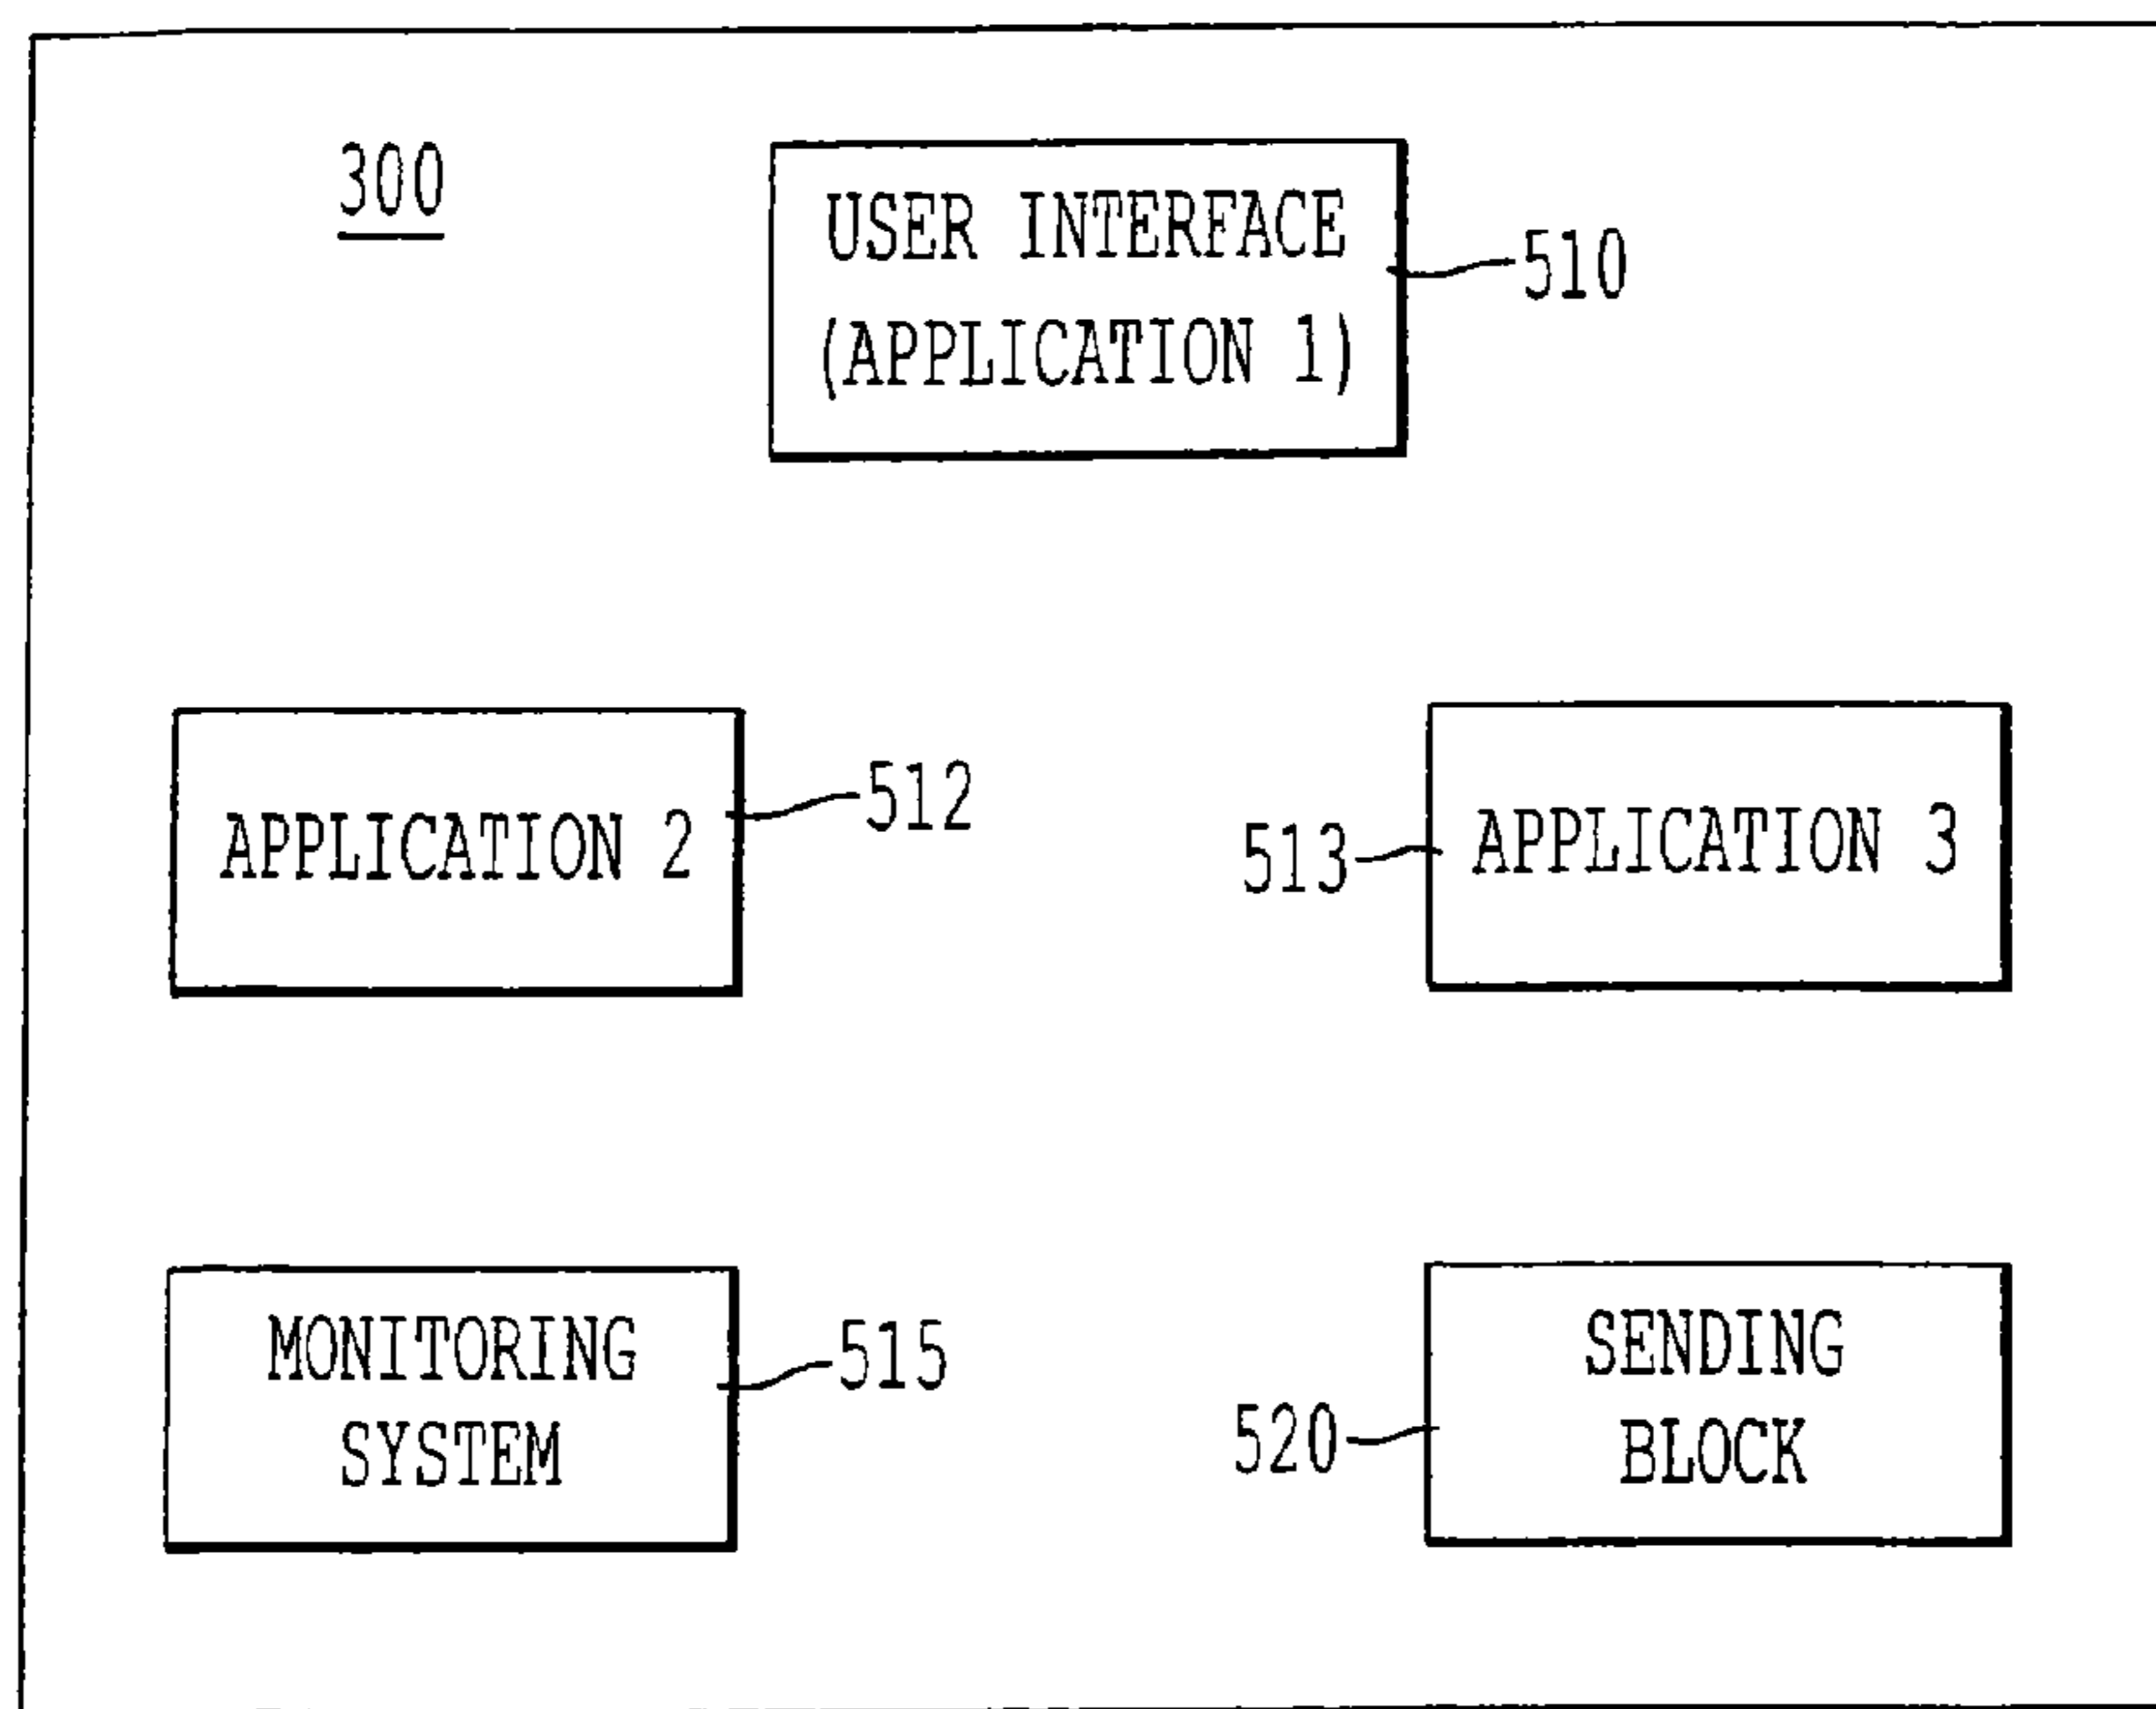 300
USER INTERFACE
(APPLICATION 1)
510
APPLICATION 2
512
513
APPLICATION 3
MONITORING
SYSTEM
515
520
SENDING
BLOCK